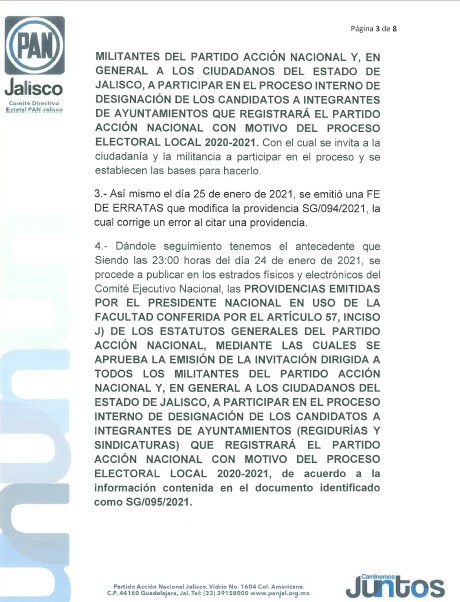 Página 3 de 8
PAN
Jalisco
Comité Directivo
Estatal PAN Jalisco
MILITANTES DEL PARTIDO ACCIÓN NACIONAL Y, EN
GENERAL A LOS CIUDADANOS DEL ESTADO DE
JALISCO, A PARTICIPAR EN EL PROCESO INTERNO DE
DESIGNACIÓN DE LOS CANDIDATOS A INTEGRANTES
DE AYUNTAMIENTOS QUE REGISTRARÁ EL PARTIDO
ACCIÓN NACIONAL CON MOTIVO DEL PROCESO
ELECTORAL LOCAL 2020-2021. Con el cual se invita a la
ciudadanía y la militancia a participar en el proceso y se
establecen las bases para hacerlo.
3.- Así mismo el día 25 de enero de 2021, se emitió una FE
DE ERRATAS que modifica la providencia SG/094/2021, la
cual corrige un error al citar una providencia.
4.- Dándole seguimiento tenemos el antecedente que
Siendo las 23:00 horas del día 24 de enero de 2021, se
procede a publicar en los estrados físicos y electrónicos del
Comité Ejecutivo Nacional, las PROVIDENCIAS EMITIDAS
POR EL PRESIDENTE NACIONAL EN USO DE LA
FACULTAD CONFERIDA POR EL ARTÍCULO 57, INCISO
J) DE LOS ESTATUTOS GENERALES DEL PARTIDO
ACCIÓN NACIONAL, MEDIANTE LAS CUALES SE
APRUEBA LA EMISIÓN DE LA INVITACIÓN DIRIGIDA A
TODOS LOS MILITANTES DEL PARTIDO ACCIÓN
NACIONAL Y, EN GENERAL A LOS CIUDADANOS DEL
ESTADO DE JALISCO, A PARTICIPAR EN EL PROCESO
INTERNO DE DESIGNACIÓN DE LOS CANDIDATOS A
INTEGRANTES DE AYUNTAMIENTOS (REGIDURÍAS Y
SINDICATURAS) QUE REGISTRARÁ EL PARTIDO
ACCIÓN NACIONAL CON MOTIVO DEL PROCESO
ELECTORAL LOCAL 2020-2021, de acuerdo a la
información contenida en el documento identificado
como SG/095/2021.
Partido Acción Nacional Jalisco. Vidrio No. 1604 Col. Americana.
C.P. 44160 Guadalajara, Jal. Tel: (33) 39158000 www.panjal.org.mx
Caminemos
Juntos